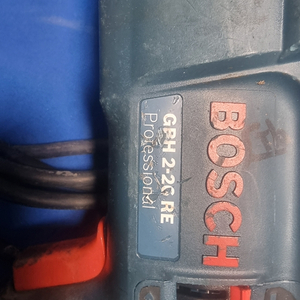 BOSCH
GBH 2-26 RE
Professional